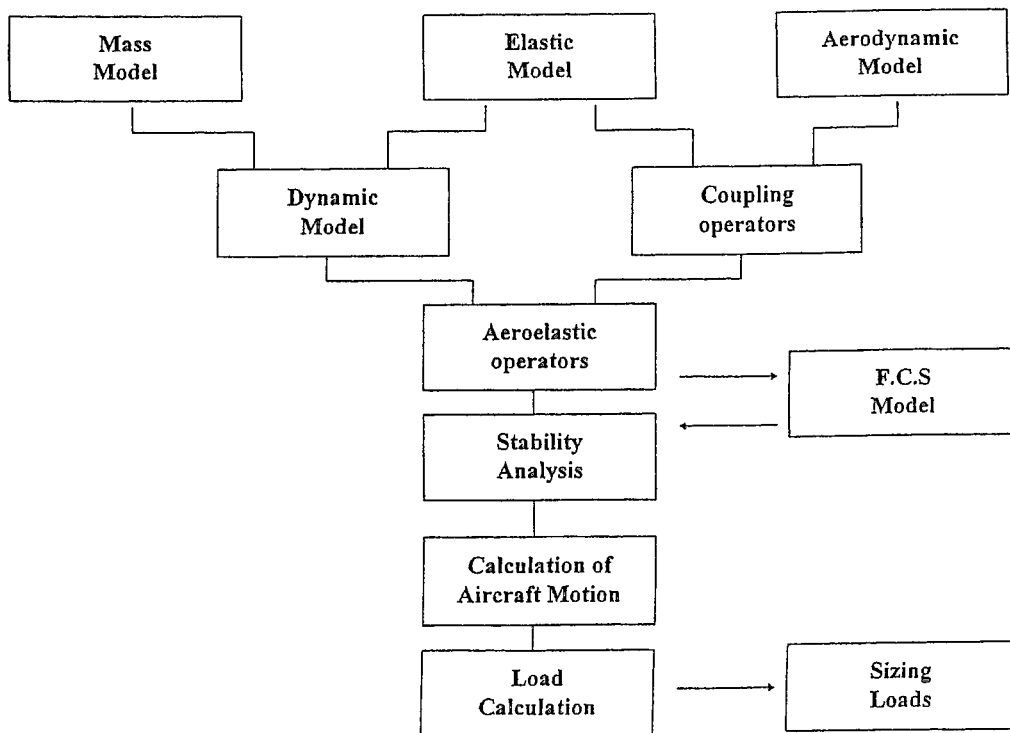 Mass
Model
Elastic
Model
Aerodynamic
Model
Dynamic
Model
Coupling
operators
Aeroelastic
operators
F.C.S
Model
Stability
Analysis
Calculation of
Aircraft Motion
Load
Calculation
Sizing
Loads